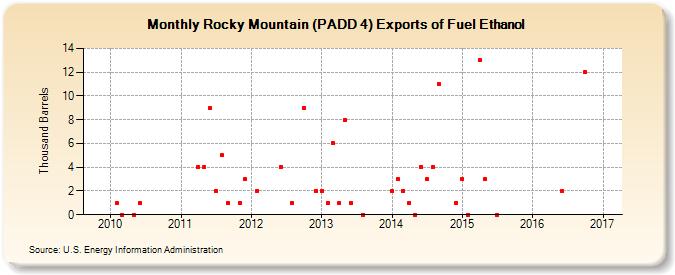 Monthly Rocky Mountain (PADD 4) Exports of Fuel Ethanol
Thousand Barrels
14
12
10
8
6
4
2
0
2010 2011 2012 2013 2014 2015 2016 2017
Source: U.S. Energy Information Administration